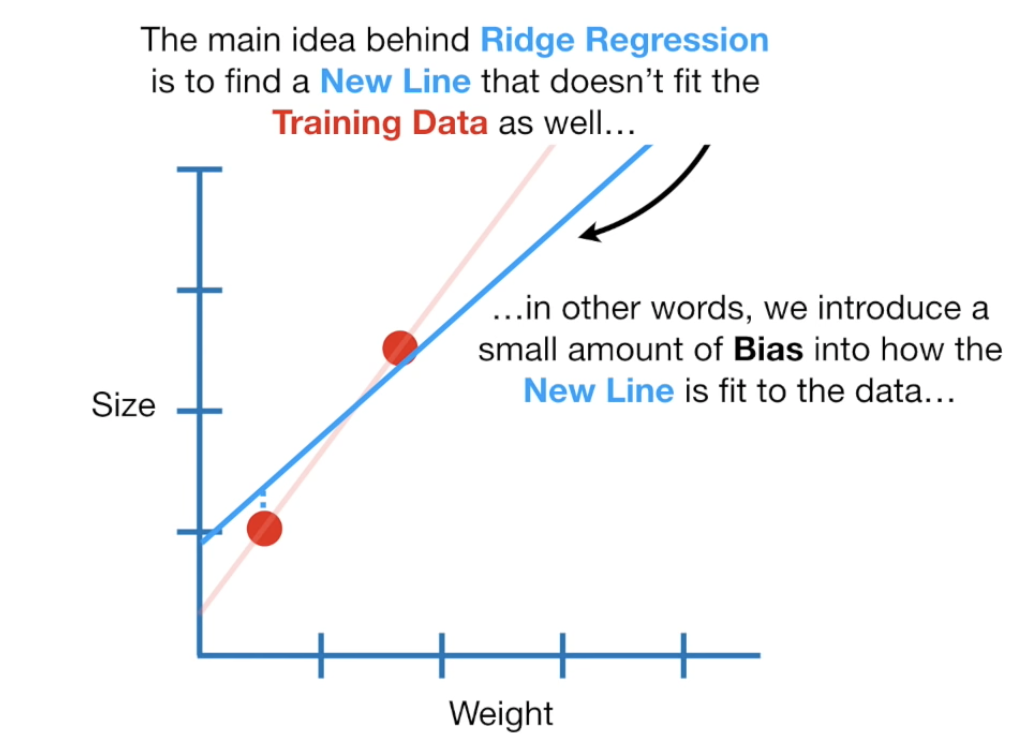 The main idea behind Ridge Regression
is to find a New Line that doesn’t fit the
Training Data as well…
…in other words, we introduce a
small amount of Bias into how the
New Line is fit to the data…
Size
Weight